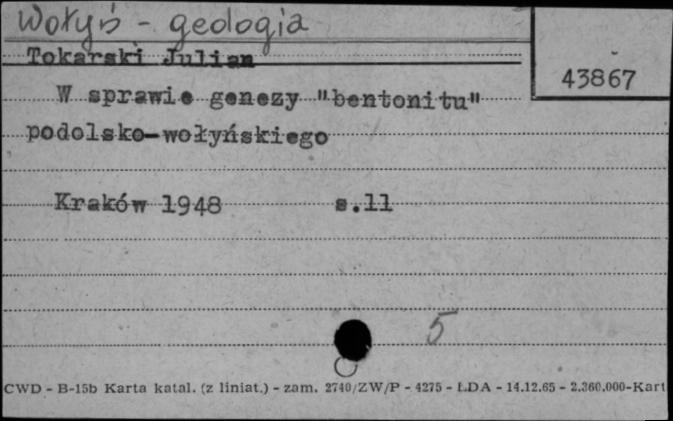 Wołyń - geologia
Tokarski Julian
43867
W sprawie genezy "bentonitu"
podolsko-wołyńskiego
Kraków 1948 s.11
5
CWD - B-15b Karta katal. (z liniat.) - zam. 2740/ZW/P - 4275 - LDA - 14.12.65 - 2.360.000-Kart